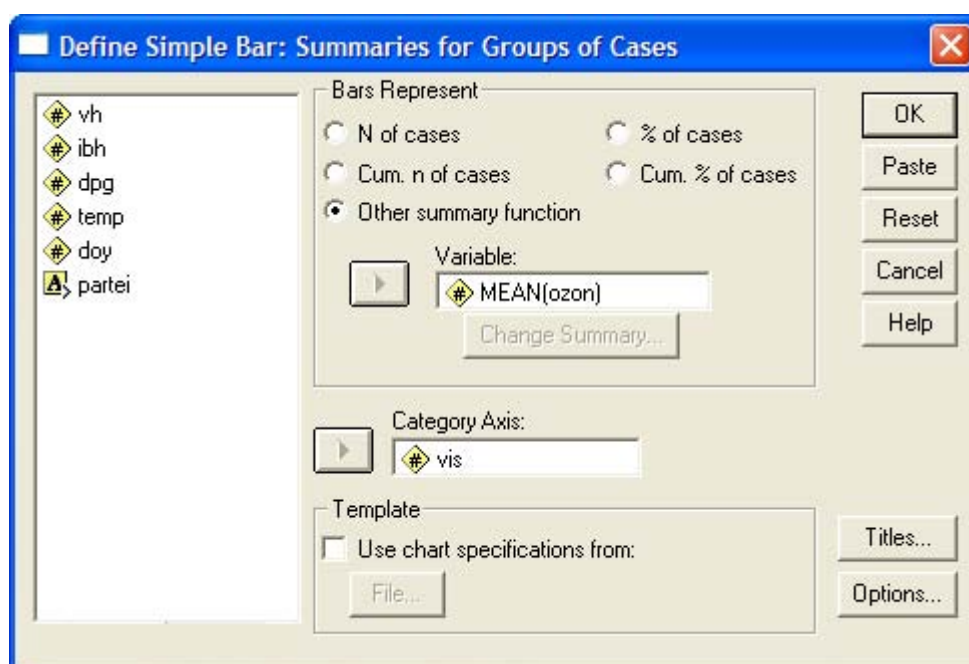 Define Simple Bar: Summaries for Groups of Cases
vh
ibh
dpg
temp
doy
partei
Bars Represent
N of cases
% of cases
Cum. n of cases
Cum. % of cases
Other summary function
Variable:
MEAN(ozon)
Change Summary...
Category Axis:
vis
Template
Use chart specifications from:
File...
OK
Paste
Reset
Cancel
Help
Titles...
Options...